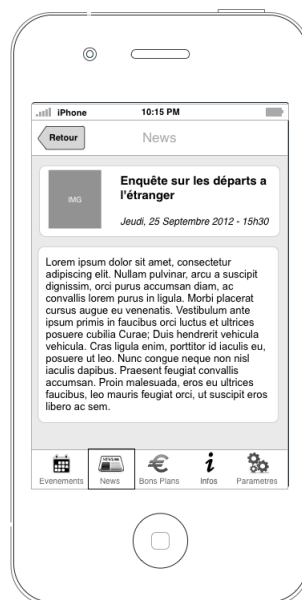 iPhone 10:15 PM
Retour News
IMG
Enquête sur les départs a
l'étranger
Jeudi, 25 Septembre 2012 - 15h30
Lorem ipsum dolor sit amet, consectetur
adipiscing elit. Nullam pulvinar, arcu a suscipit
dignissim, orci purus accumsan diam, ac
convallis lorem purus in ligula. Morbi placerat
cursus augue eu venenatis. Vestibulum ante
ipsum primis in faucibus orci luctus et ultrices
posuere cubilia Curae; Duis hendrerit vehicula
vehicula. Cras ligula enim, porttitor id iaculis eu,
posuere ut leo. Nunc congue neque non nisl
iaculis dapibus. Praesent feugiat convallis
accumsan. Proin malesuada, eros eu ultrices
faucibus, leo mauris feugiat orci, ut suscipit eros
libero ac sem.
Evenements News Bons Plans Infos Parametres